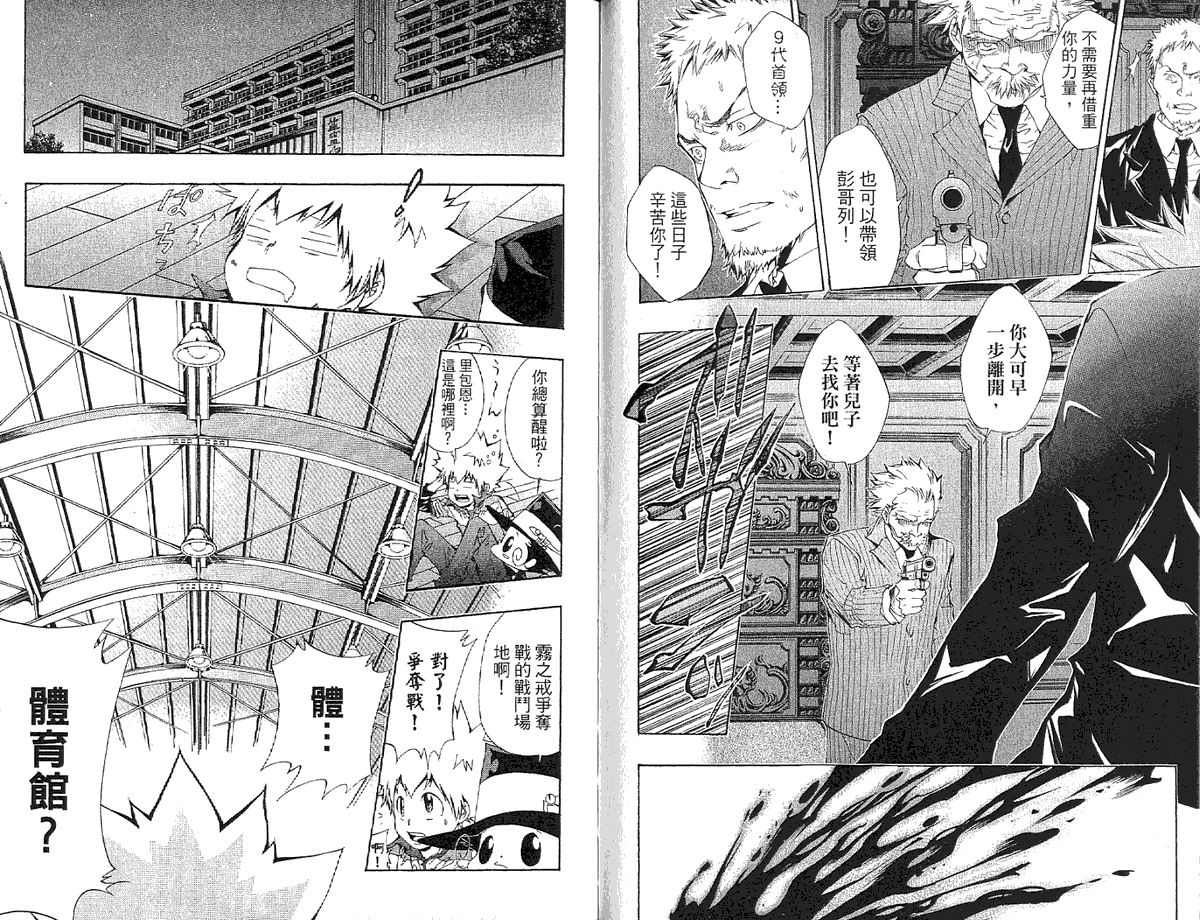 不需要再借重
你的力量，
也可以帶領
彭哥列！
9代首領…
這些日子
辛苦你了！
你大可早
一步離開，
等著兒子
去找你吧！
ぱ
ち
っ
你總算醒啦？
う～ん
里包恩…
這是哪裡啊？
霧之戒爭奪
戰的戰鬥場
地啊！
對了！
爭奪戰！
啊！
體…
體育館？